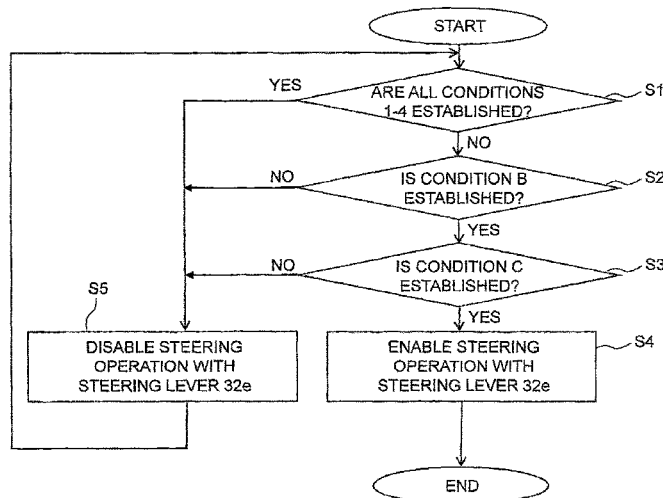 START
YES
ARE ALL CONDITIONS
1-4 ESTABLISHED?
S1
NO
NO
IS CONDITION B
ESTABLISHED?
S2
YES
NO
IS CONDITION C
ESTABLISHED?
S3
YES
S5
DISABLE STEERING
OPERATION WITH
STEERING LEVER 32e
ENABLE STEERING
OPERATION WITH
STEERING LEVER 32e
S4
END